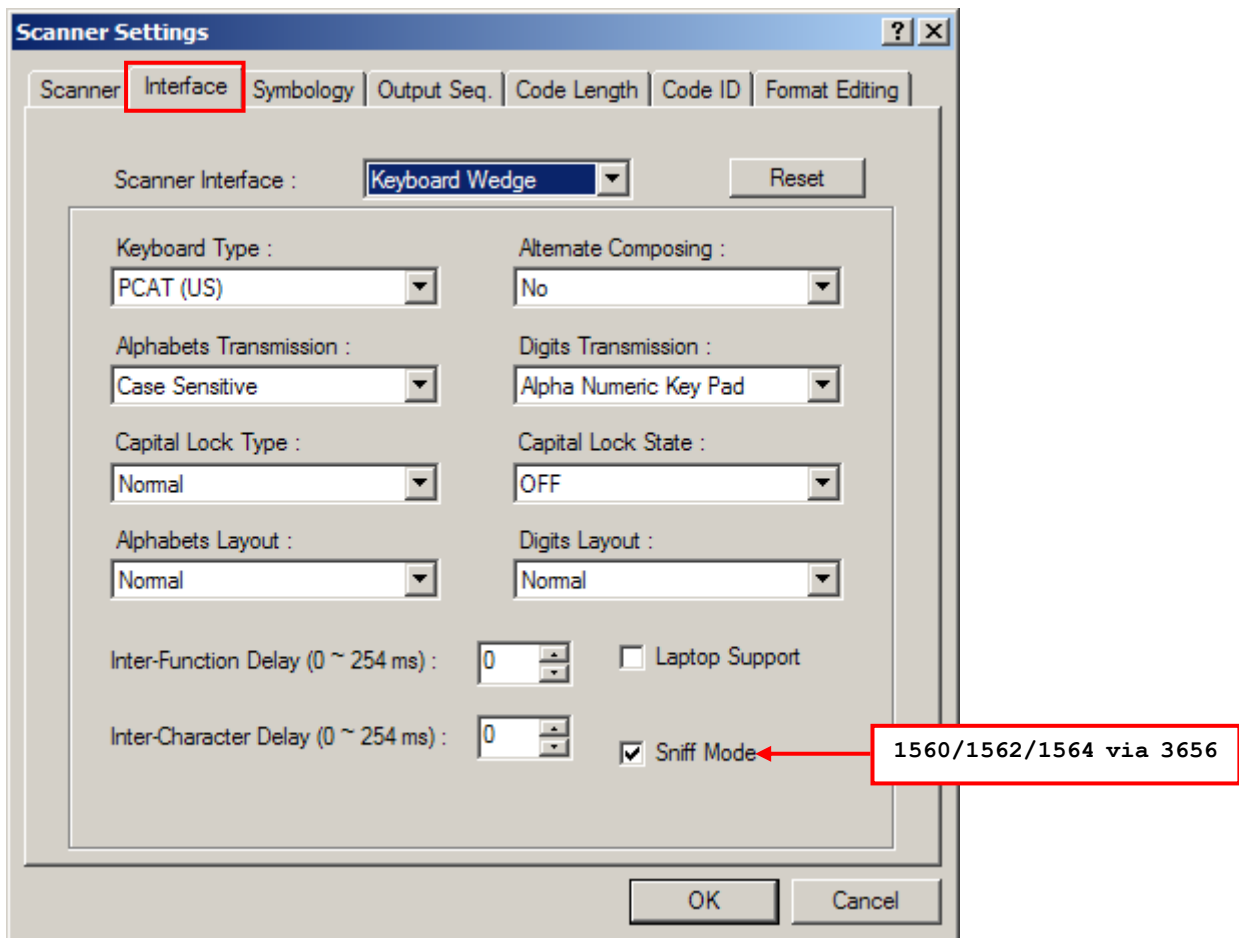 Scanner Settings
Scanner Interface Symbology Output Seq. Code Length Code ID Format Editing
Scanner Interface : Keyboard Wedge Reset
Keyboard Type : Alternate Composing :
PCAT (US) No
Alphabets Transmission : Digits Transmission :
Case Sensitive Alpha Numeric Key Pad
Capital Lock Type : Capital Lock State :
Normal OFF
Alphabets Layout : Digits Layout :
Normal Normal
Inter-Function Delay (0 ~ 254 ms) : 0 Laptop Support
Inter-Character Delay (0 ~ 254 ms) : 0 Sniff Mode 1560/1562/1564 via 3656
OK Cancel